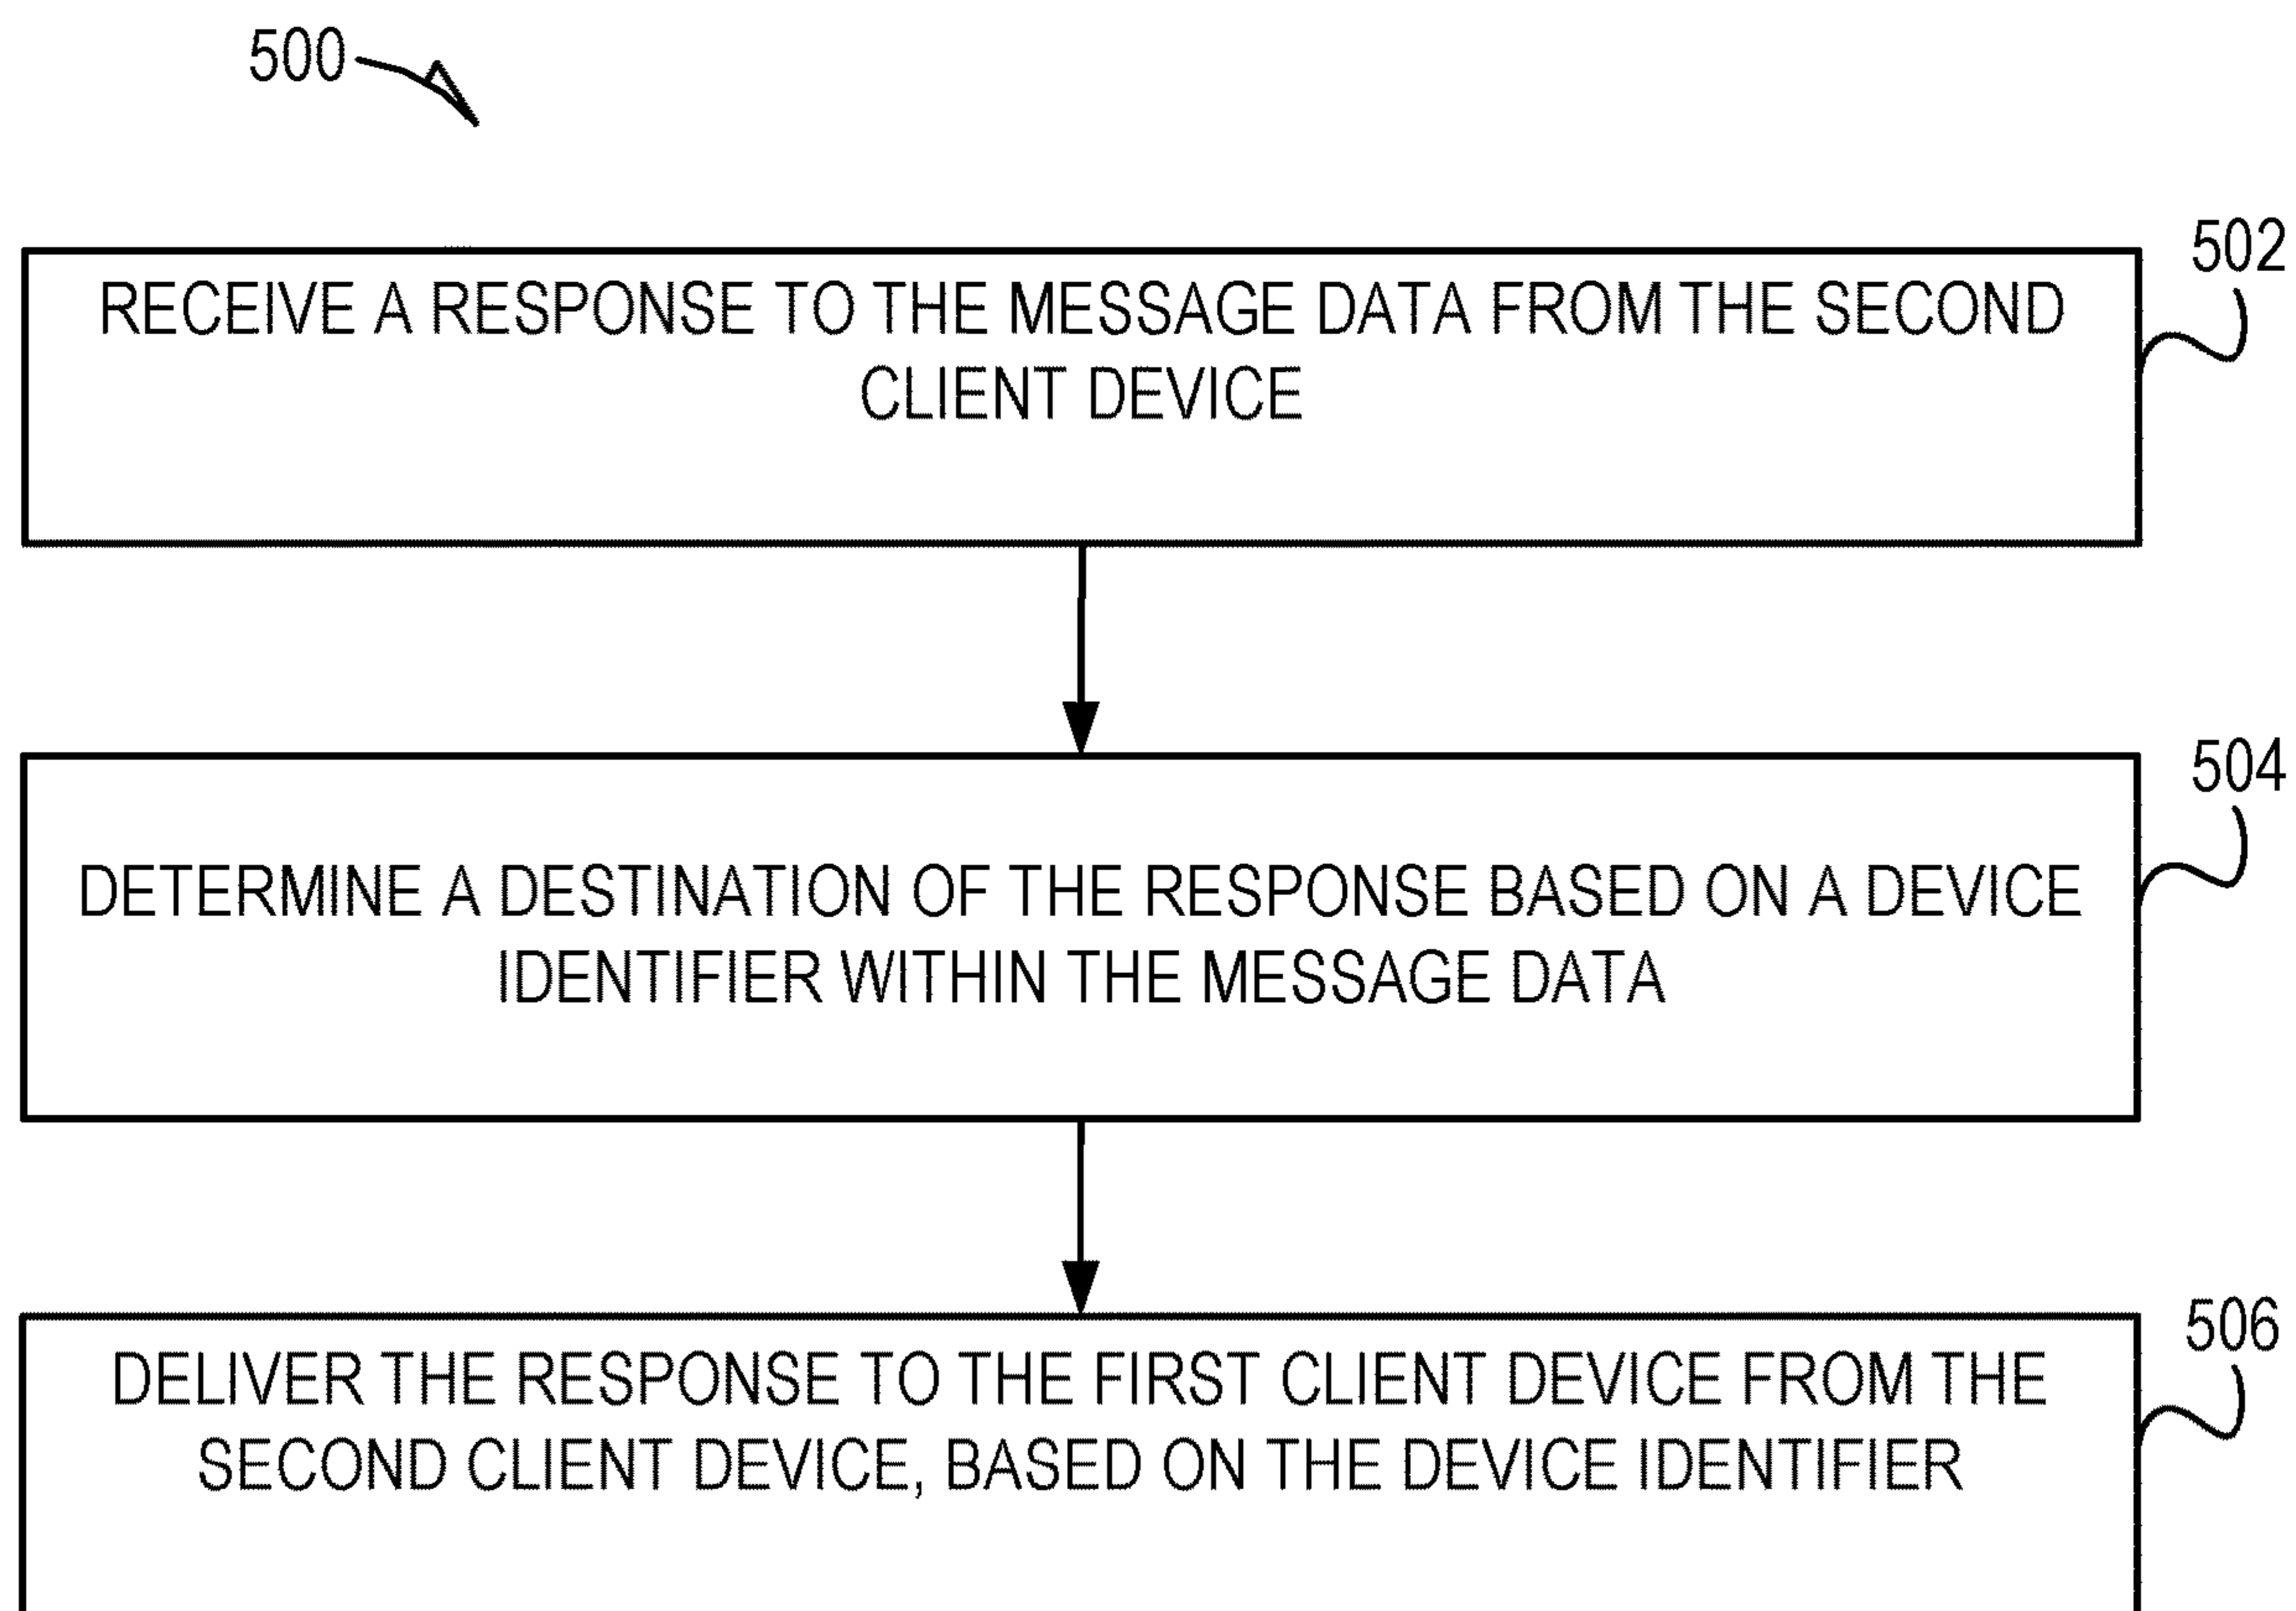 500
502
RECEIVE A RESPONSE TO THE MESSAGE DATA FROM THE SECOND
CLIENT DEVICE
504
DETERMINE A DESTINATION OF THE RESPONSE BASED ON A DEVICE
IDENTIFIER WITHIN THE MESSAGE DATA
506
DELIVER THE RESPONSE TO THE FIRST CLIENT DEVICE FROM THE
SECOND CLIENT DEVICE, BASED ON THE DEVICE IDENTIFIER